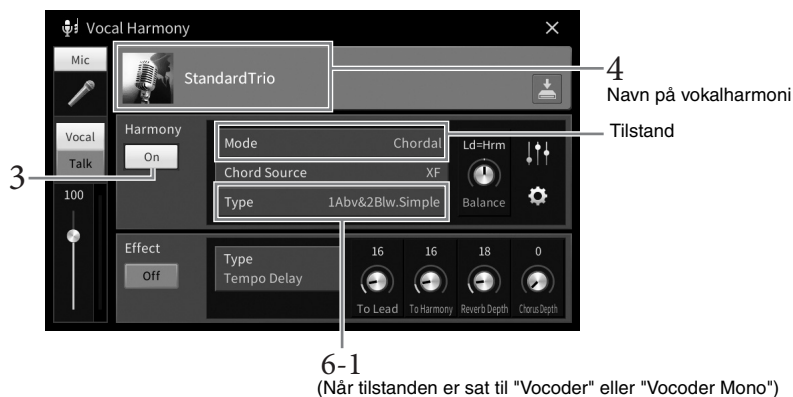 Vocal Harmony
Mic
StandardTrio
4
Navn på vokalharmoni
Vocal
Talk
100
Harmony
On
3
Mode Chordal
Tilstand
Chord Source XF
Type 1Abv&2Blw.Simple
Ld=Hrm
Balance
Effect
Off
Type
Tempo Delay
16 16 18 0
To Lead To Harmony Reverb Depth Chorus Depth
6-1
(Når tilstanden er sat til "Vocoder" eller "Vocoder Mono")